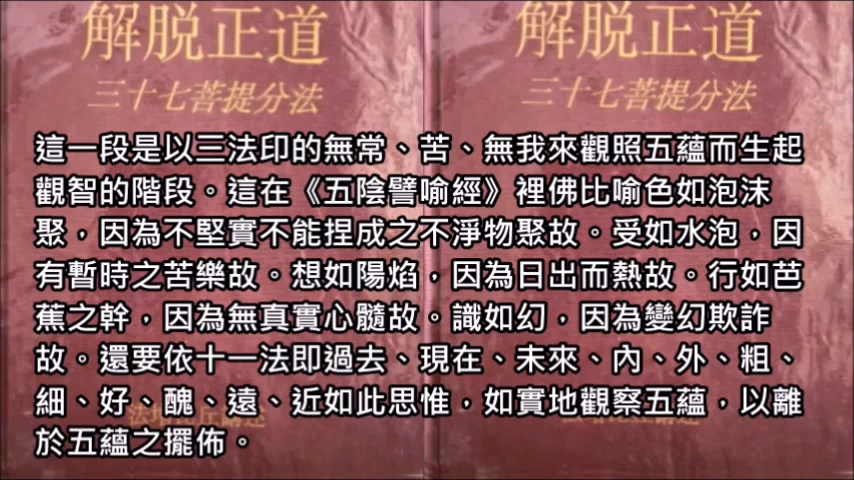 解脫正道
三十七菩提分法
解脫正道
三十七菩提分法
這一段是以三法印的無常、苦、無我來觀照五蘊而生起
觀智的階段。這在《五陰譬喻經》裡佛比喻色如泡沫
聚，因為不堅實不能捏成之不淨物聚故。受如水泡，因
有暫時之苦樂故。想如陽焰，因為日出而熱故。行如芭
蕉之幹，因為無真實心髓故。識如幻，因為變幻欺詐
故。還要依十一法即過去、現在、未來、內、外、粗、
細、好、醜、遠、近如此思惟，如實地觀察五蘊，以離
於五蘊之擺佈。